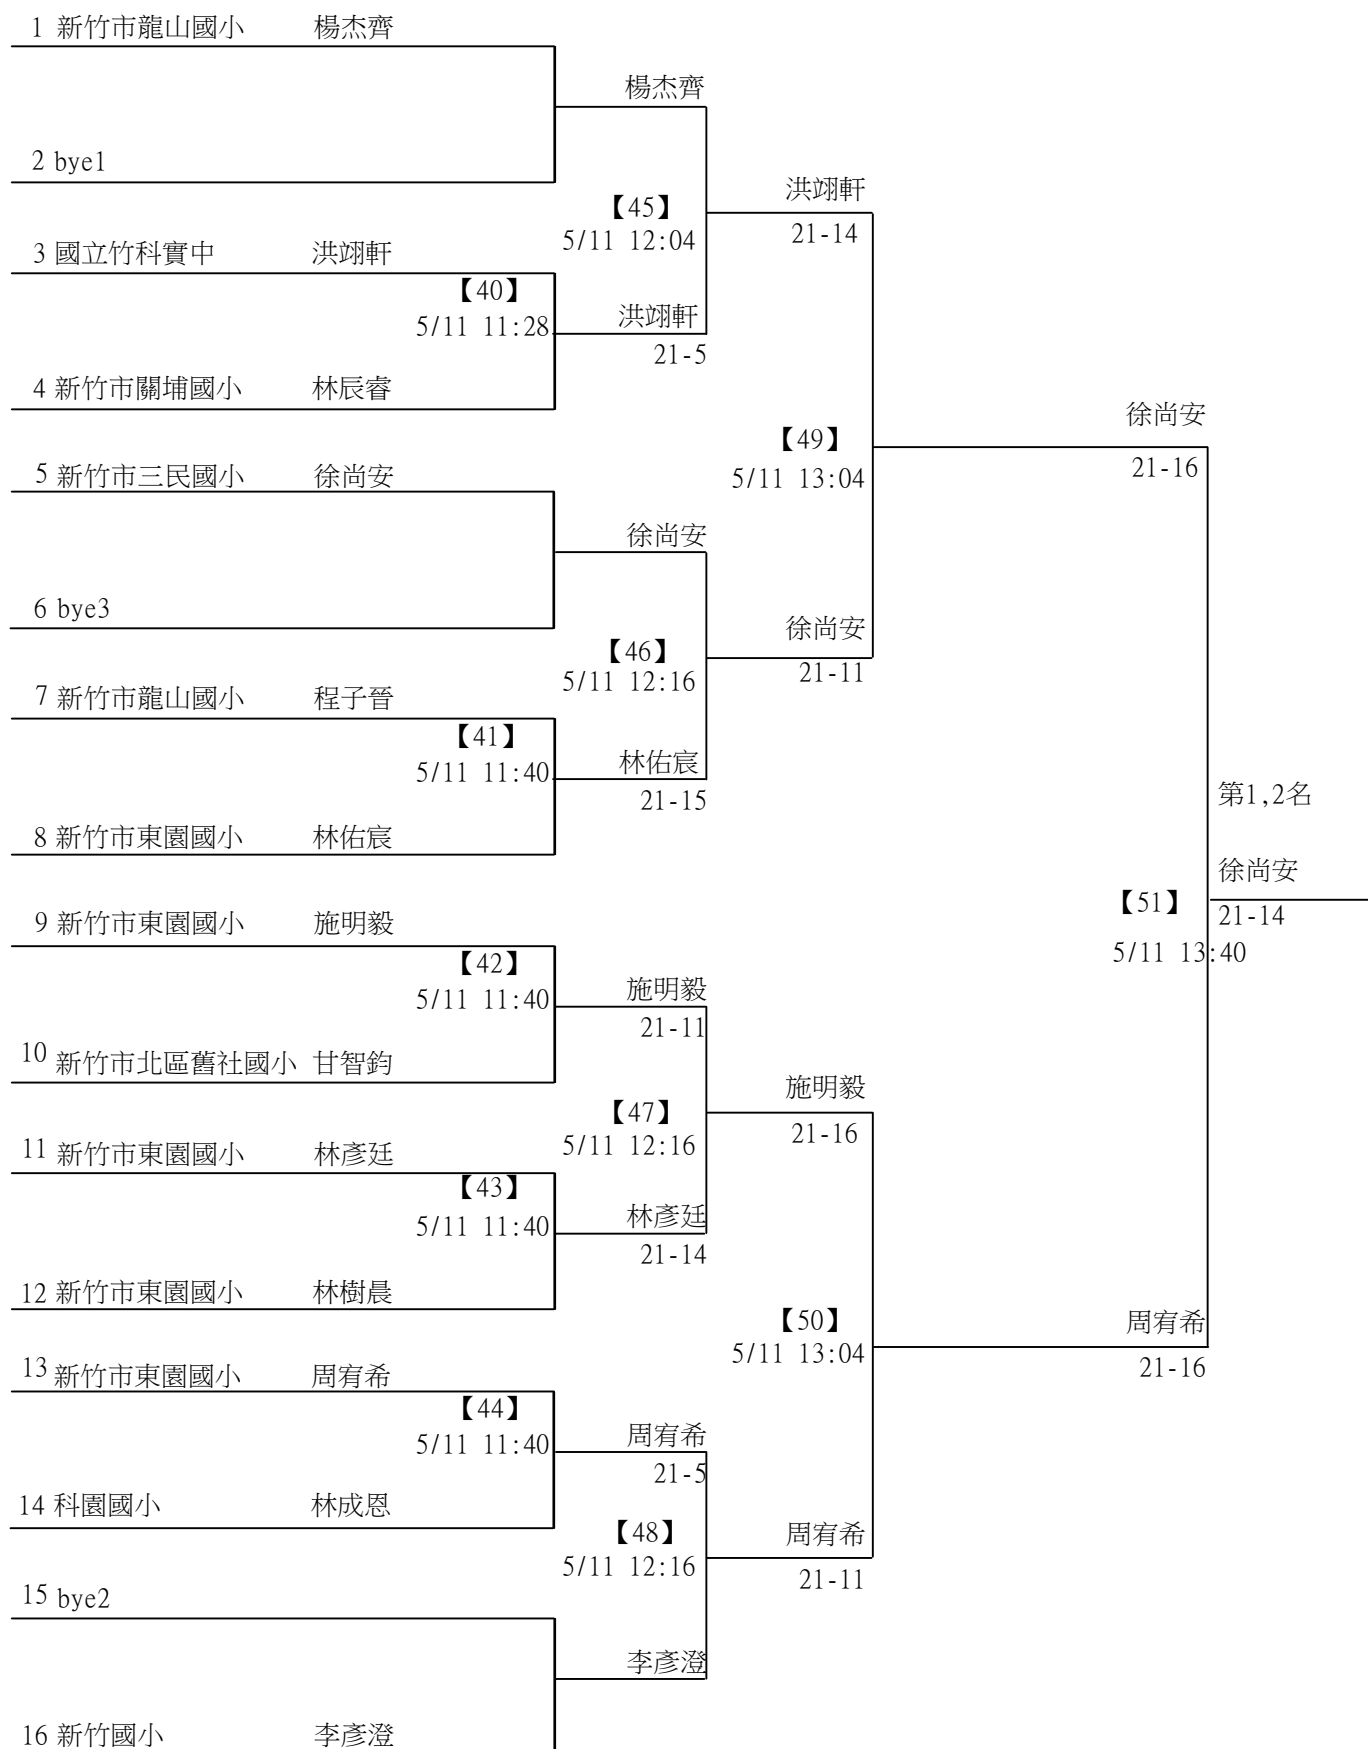 1 新竹市龍山國小 楊杰齊
楊杰齊
2 bye1
【45】
5/11 12:04
洪翊軒
21-14
3 國立竹科實中 洪翊軒
【40】
5/11 11:28
洪翊軒
21-5
4 新竹市關埔國小 林辰睿
【49】
5/11 13:04
徐尚安
21-16
5 新竹市三民國小 徐尚安
徐尚安
6 bye3
【46】
5/11 12:16
徐尚安
21-11
7 新竹市龍山國小 程子晉
【41】
5/11 11:40
林佑宸
21-15
8 新竹市東園國小 林佑宸
第1,2名
徐尚安
【51】
21-14
5/11 13:40
9 新竹市東園國小 施明毅
【42】
5/11 11:40
施明毅
21-11
10 新竹市北區舊社國小 甘智鈞
【47】
5/11 12:16
施明毅
21-16
11 新竹市東園國小 林彥廷
【43】
5/11 11:40
林彥廷
21-14
12 新竹市東園國小 林樹晨
【50】
5/11 13:04
周宥希
21-16
13 新竹市東園國小 周宥希
【44】
5/11 11:40
周宥希
21-5
14 科園國小 林成恩
【48】
5/11 12:16
周宥希
21-11
15 bye2
李彥澄
16 新竹國小 李彥澄